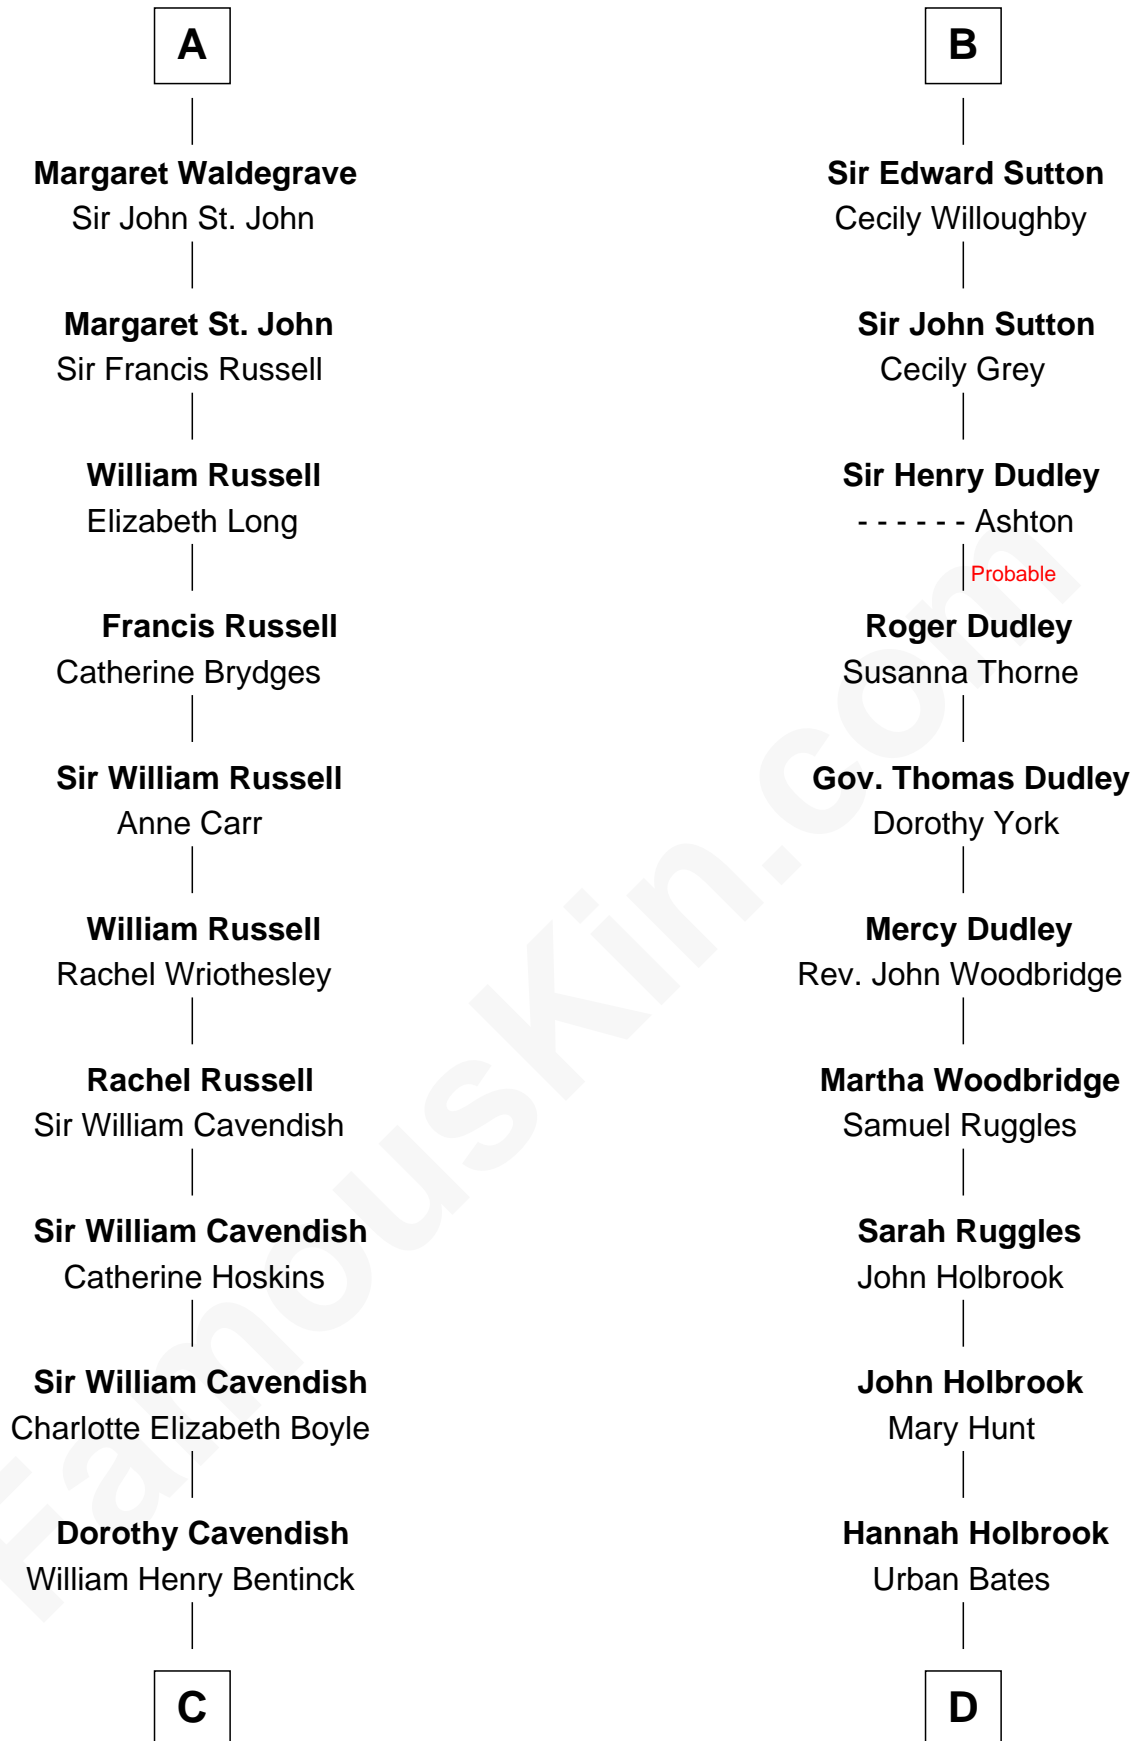 A
Margaret Waldegrave
Sir John St. John
Margaret St. John
Sir Francis Russell
William Russell
Elizabeth Long
Francis Russell
Catherine Brydges
Sir William Russell
Anne Carr
William Russell
Rachel Wriothesley
Rachel Russell
Sir William Cavendish
Sir William Cavendish
Catherine Hoskins
Sir William Cavendish
Charlotte Elizabeth Boyle
Dorothy Cavendish
William Henry Bentinck
C
B
Sir Edward Sutton
Cecily Willoughby
Sir John Sutton
Cecily Grey
Sir Henry Dudley
- - - - - - Ashton
Probable
Roger Dudley
Susanna Thorne
Gov. Thomas Dudley
Dorothy York
Mercy Dudley
Rev. John Woodbridge
Martha Woodbridge
Samuel Ruggles
Sarah Ruggles
John Holbrook
John Holbrook
Mary Hunt
Hannah Holbrook
Urban Bates
D
FamousKin.com